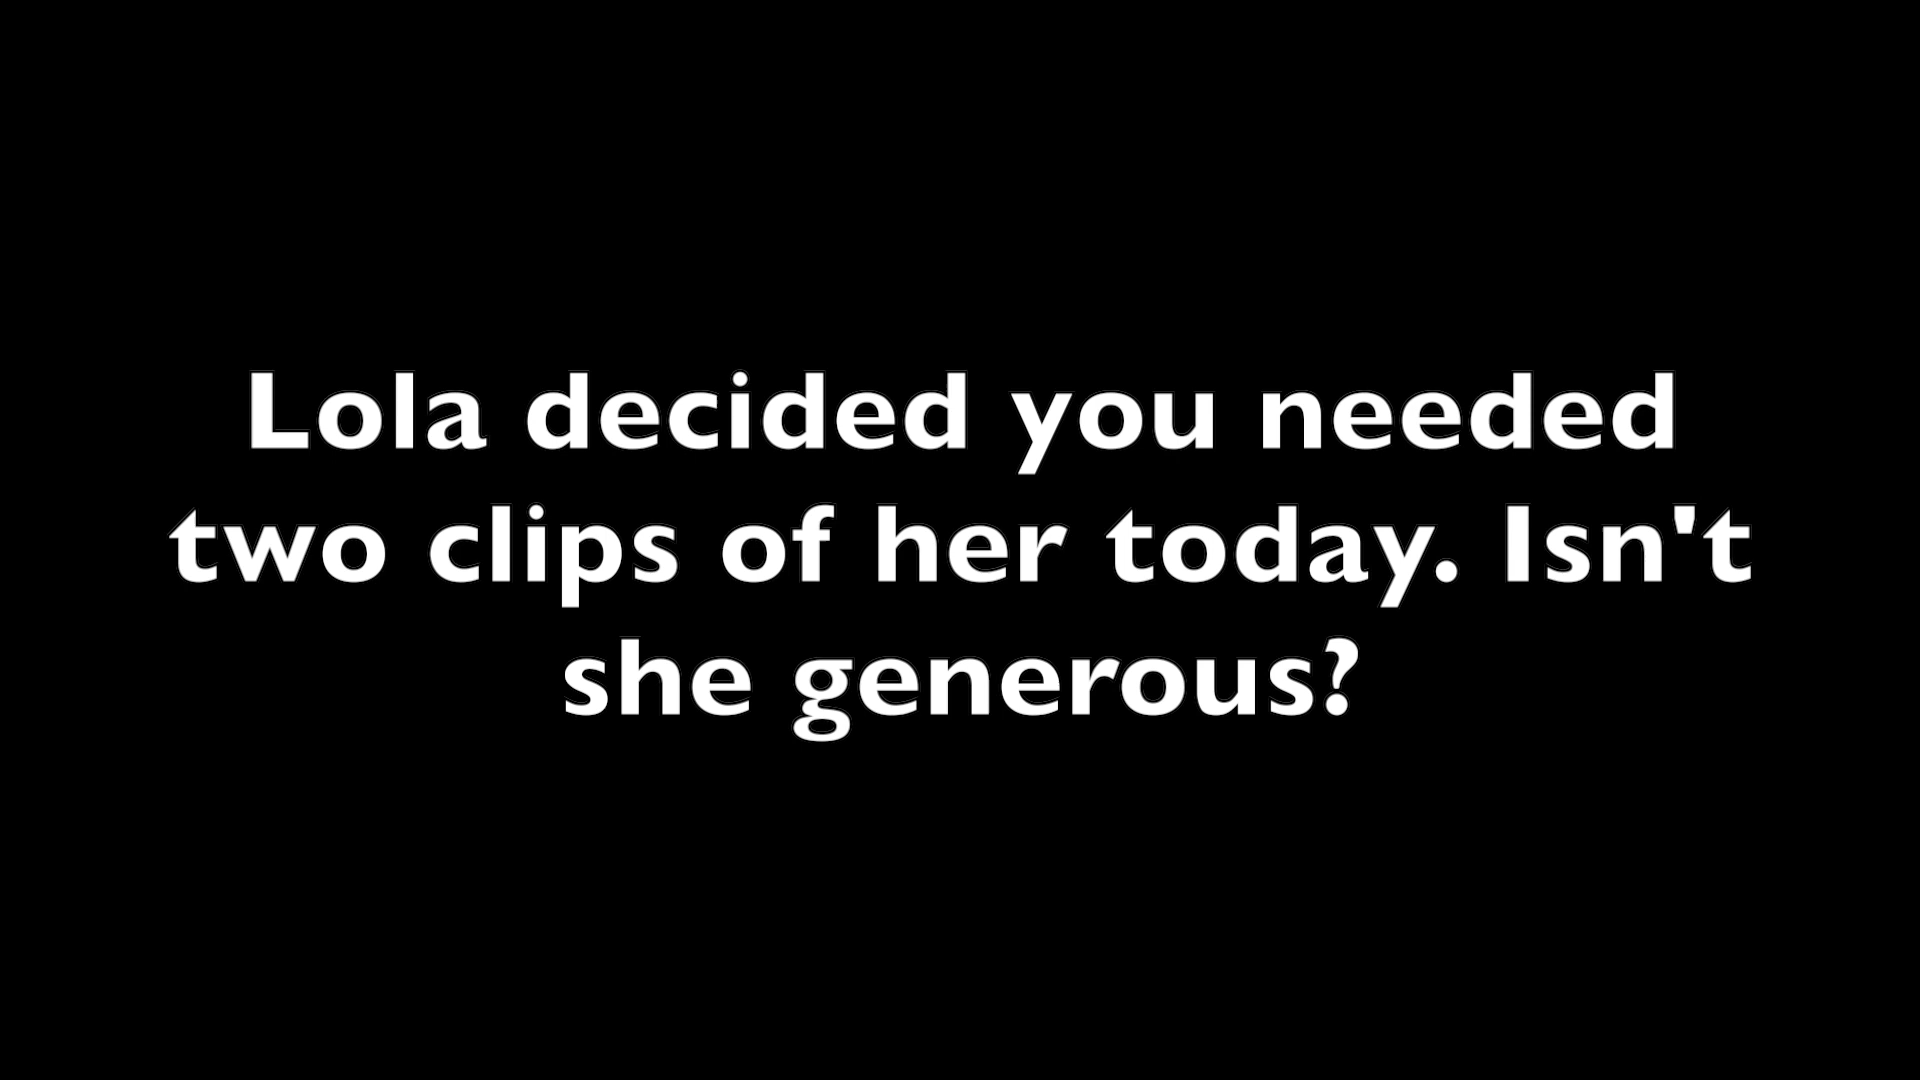 Lola decided you needed
two clips of her today. Isn't
she generous?